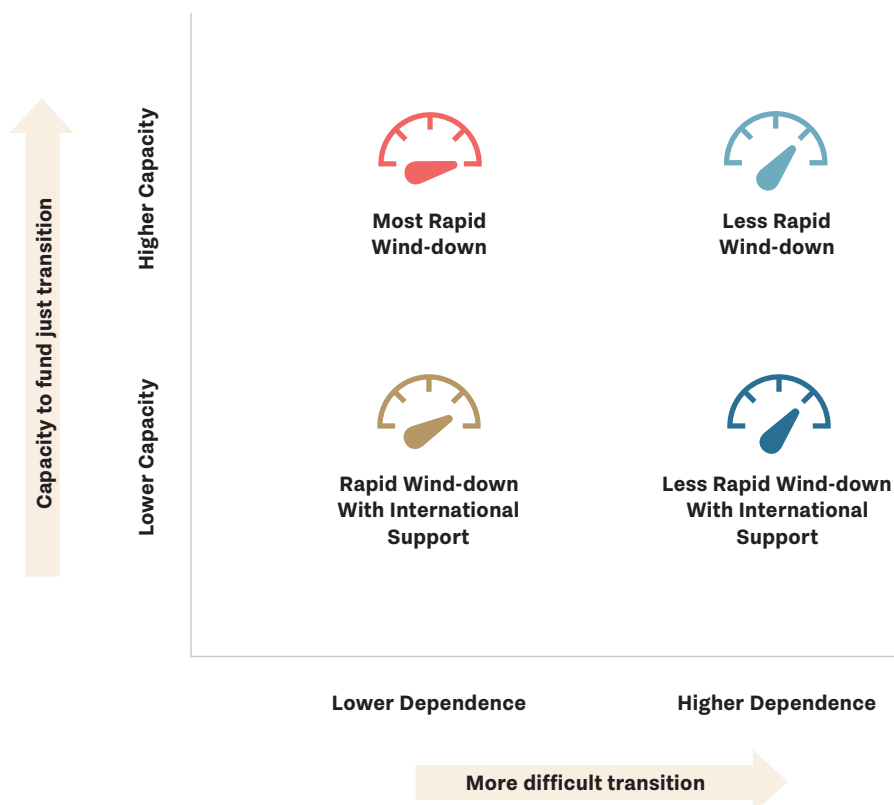 Capacity to fund just transition
Higher Capacity
Lower Capacity
Most Rapid
Wind-down
Less Rapid
Wind-down
Rapid Wind-down
With International
Support
Less Rapid Wind-down
With International
Support
Lower Dependence
Higher Dependence
More difficult transition